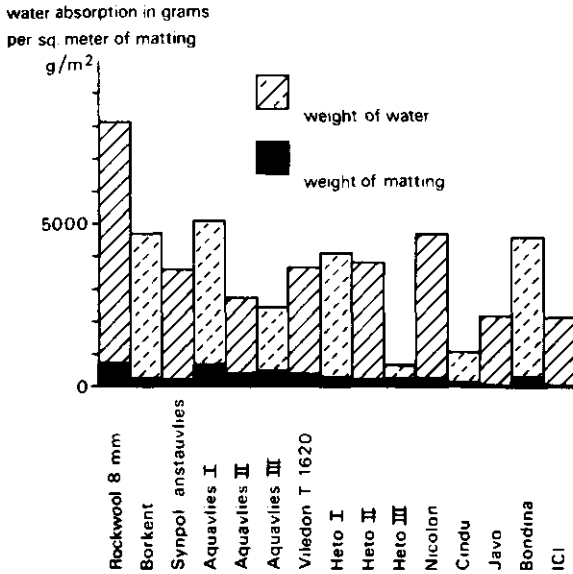 water absorption in grams
per sq. meter of matting
g/m²
weight of water
weight of matting
5000
0
Rockwool 8 mm
Borkent
Synpol anstauvlies
Aquavlies I
Aquavlies II
Aquavlies III
Viledon T 1620
Heto I
Heto II
Heto III
Nicolon
Cindu
Javo
Bondina
ICI